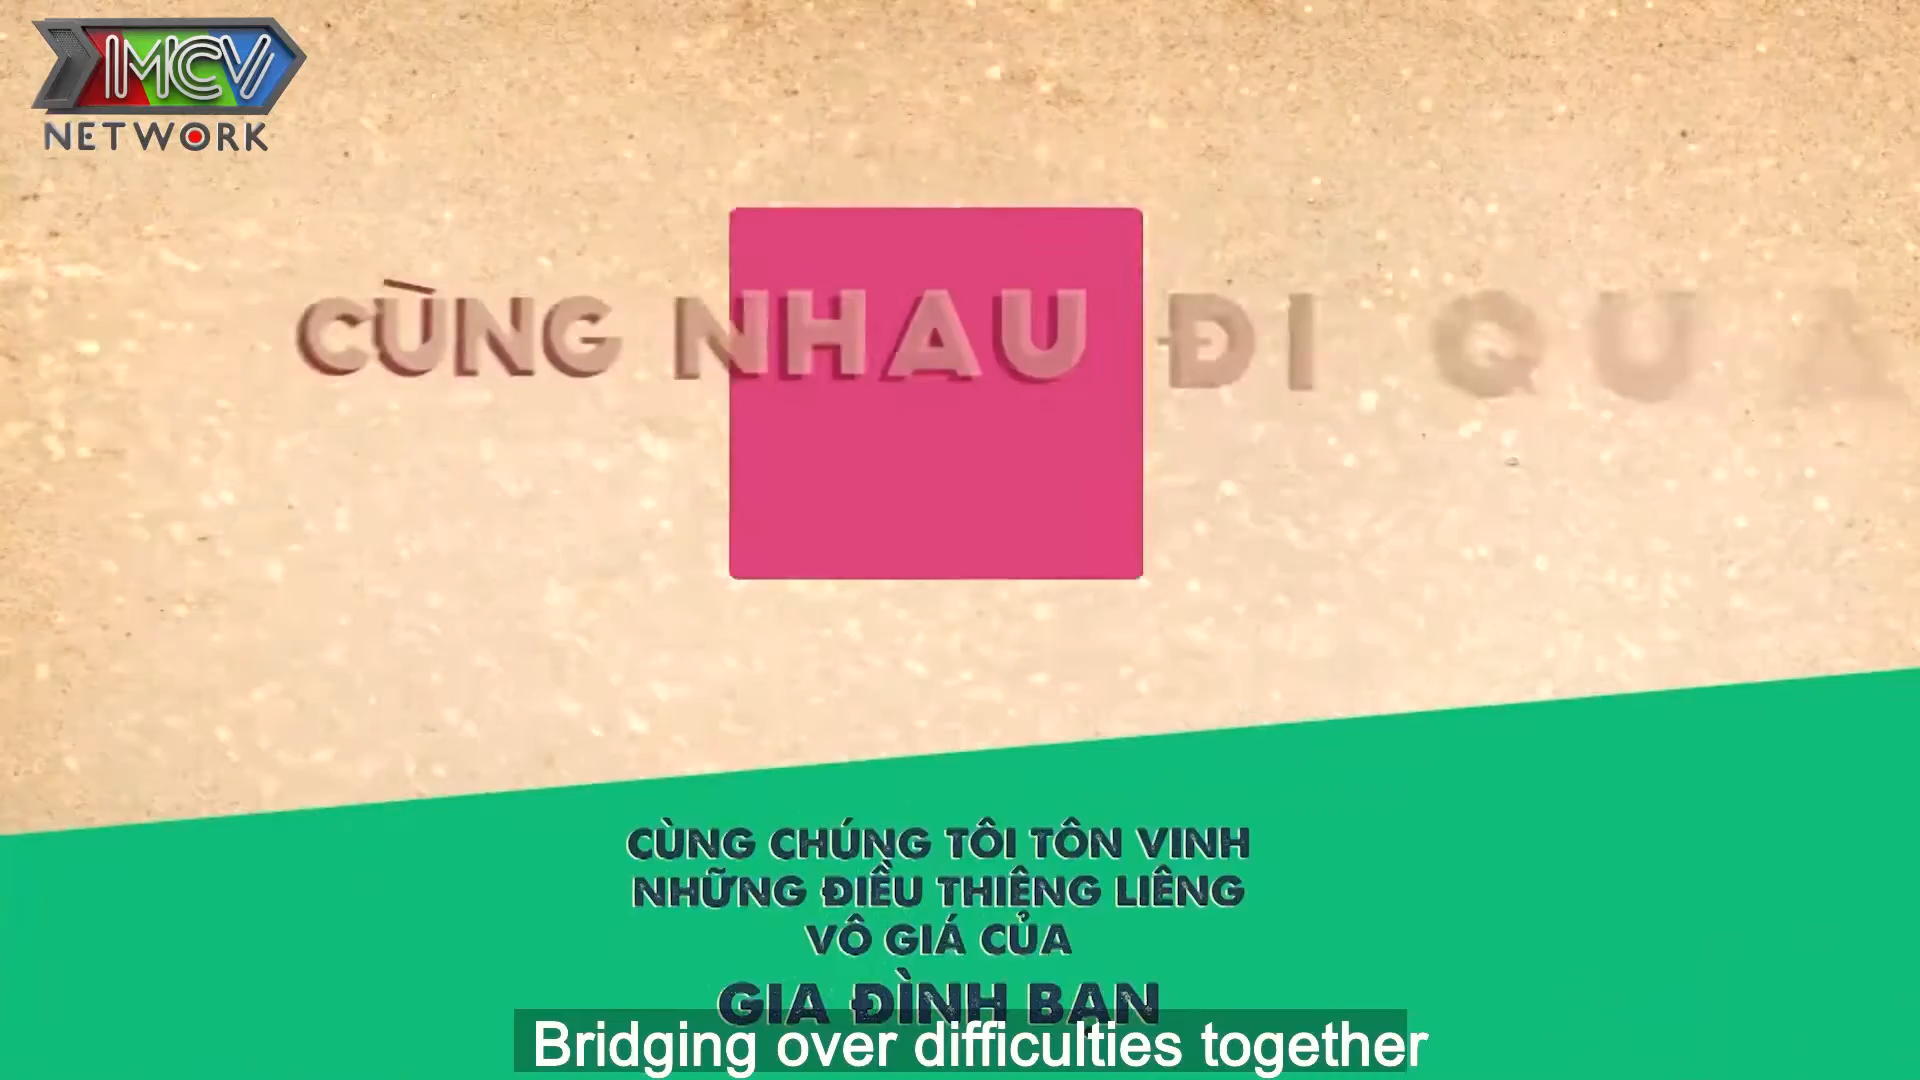 MCV
NETWORK
CÙNG NHAU ĐI QUA
CÙNG CHÚNG TÔI TÔN VINH
NHỮNG ĐIỀU THIÊNG LIÊNG
VÔ GIÁ CỦA
GIA ĐÌNH BẠN
Bridging over difficulties together